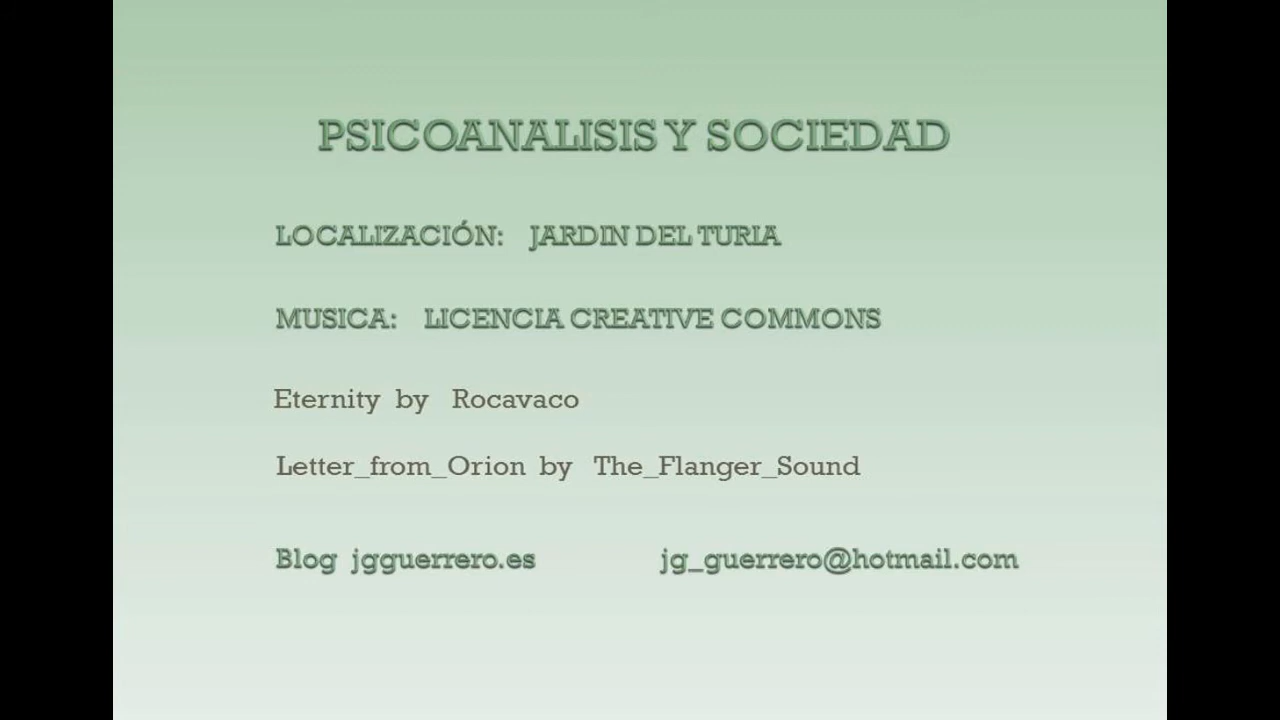 PSICOANALISIS Y SOCIEDAD
LOCALIZACIÓN: JARDIN DEL TURIA
MUSICA: LICENCIA CREATIVE COMMONS
Eternity by Rocavaco
Letter_from_Orion by The_Flanger_Sound
Blog jgguerrero.es jg_guerrero@hotmail.com